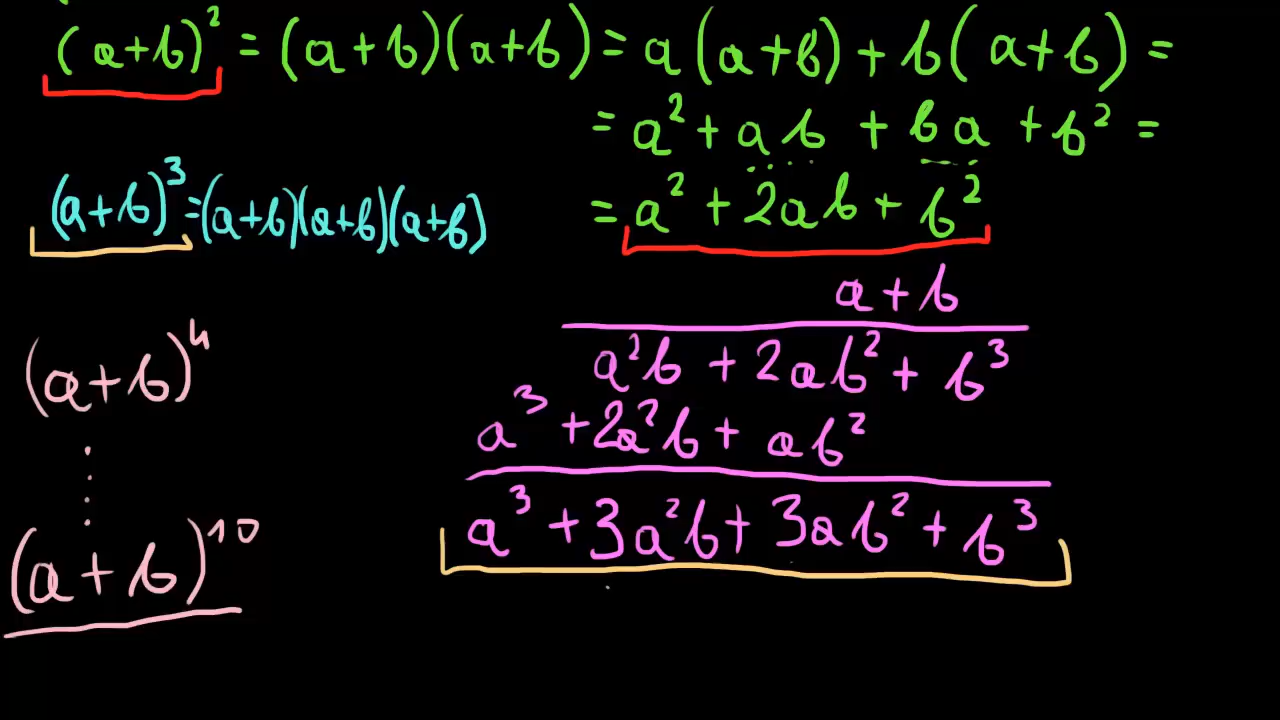 (a+b)² = (a+b)(a+b) = a(a+b) + b(a+b) =
= a² + ab + ba + b² =
= a² + 2ab + b²
(a+b)³ = (a+b)(a+b)(a+b)
a+b
a²b + 2ab² + b³
a³ + 2a²b + ab²
a³ + 3a²b + 3ab² + b³
(a+b)⁴
⋮
(a+b)¹⁰